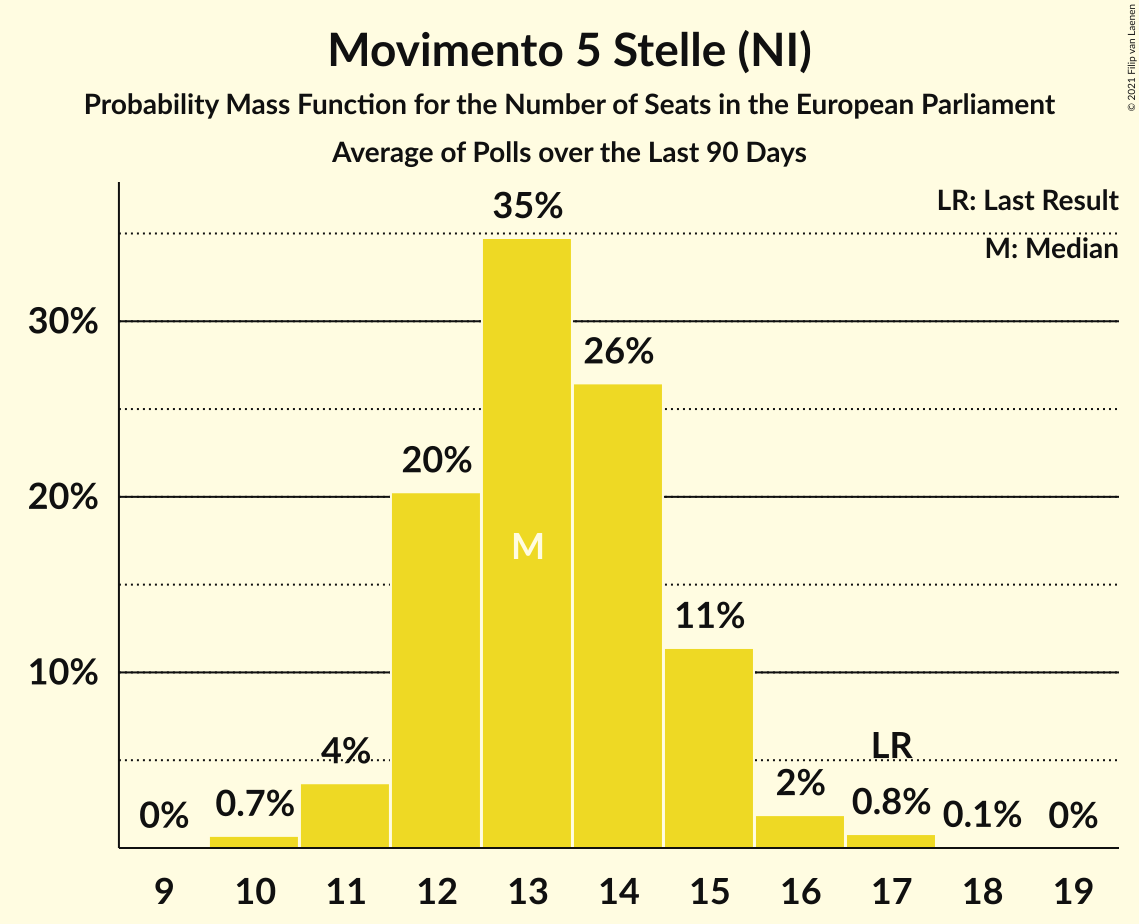 Movimento 5 Stelle (NI)
Probability Mass Function for the Number of Seats in the European Parliament
Average of Polls over the Last 90 Days
© 2021 Filip van Laenen
LR: Last Result
M: Median
35%
30%
26%
20%
20%
M
11%
10%
LR
4%
2%
0.8%
0.7%
0%
0.1%
0%
9 10 11 12 13 14 15 16 17 18 19